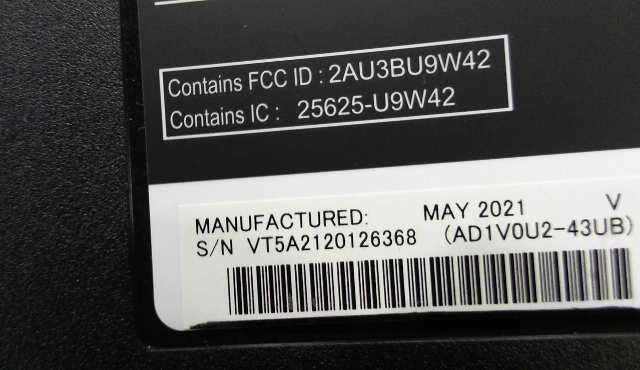 Contains FCC ID : 2AU3BU9W42
Contains IC : 25625-U9W42
MANUFACTURED: MAY 2021 V
S/N VT5A2120126368 (AD1V0U2-43UB)